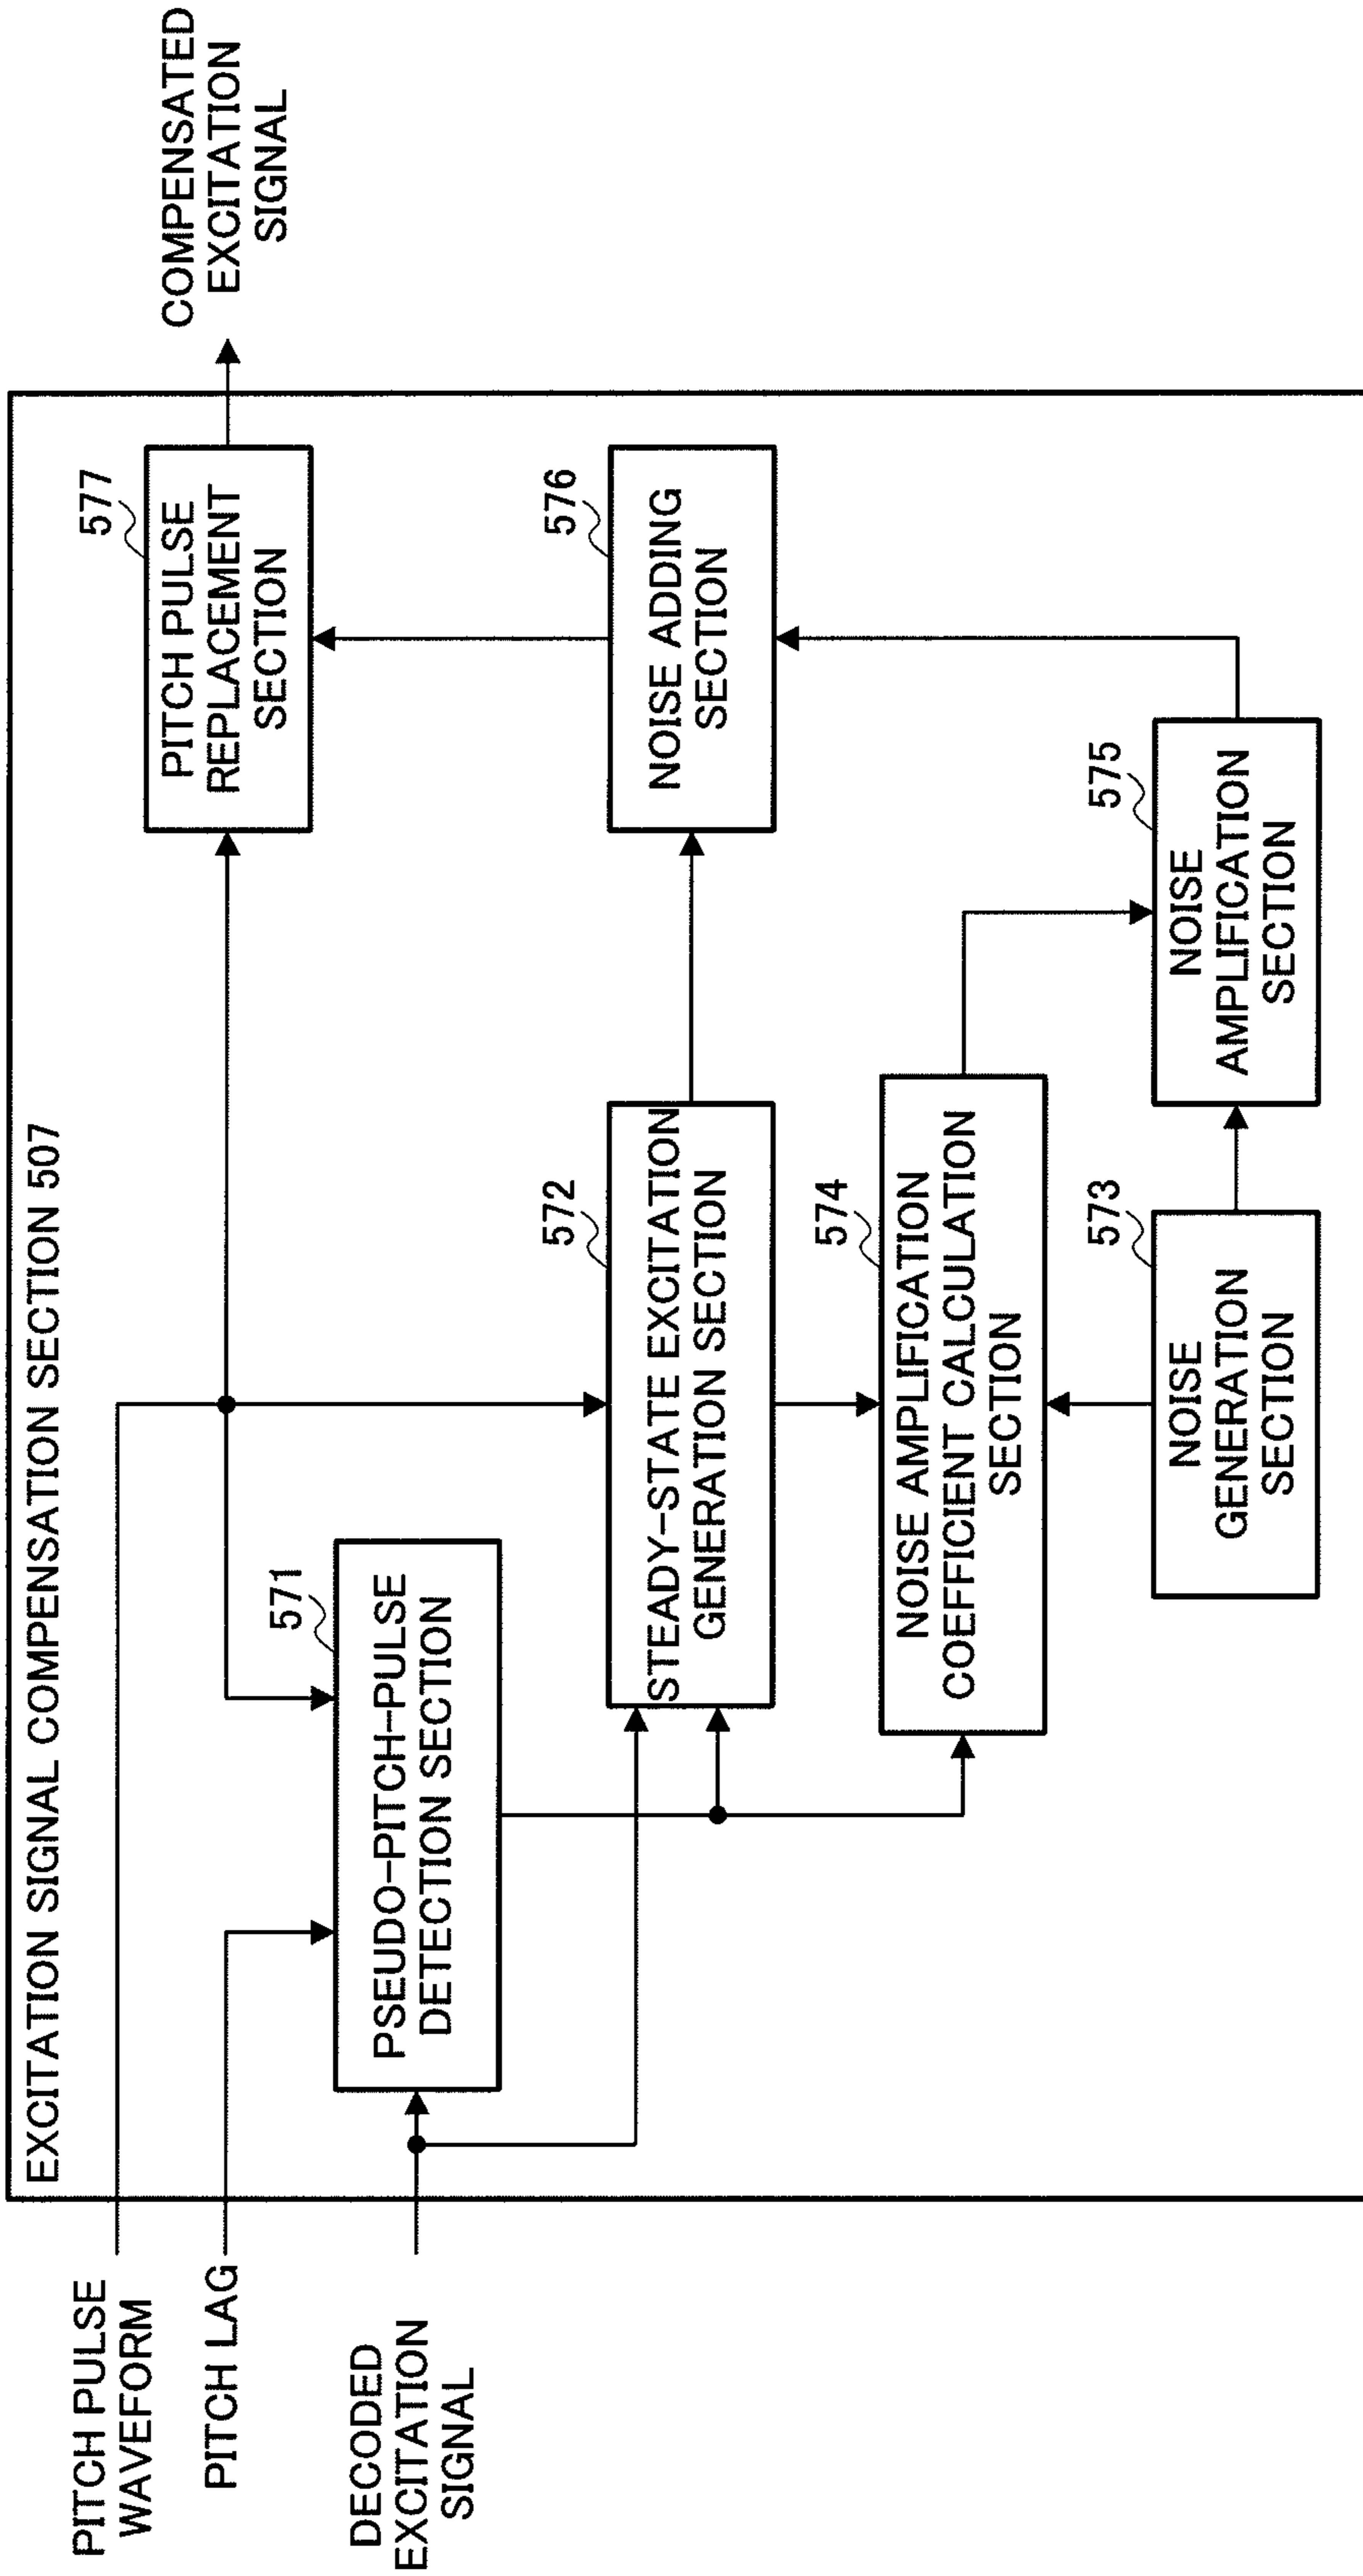 EXCITATION SIGNAL COMPENSATION SECTION 507
PITCH PULSE
WAVEFORM
PITCH LAG
DECODED
EXCITATION
SIGNAL
571
PSEUDO-PITCH-PULSE
DETECTION SECTION
572
STEADY-STATE EXCITATION
GENERATION SECTION
574
NOISE AMPLIFICATION
COEFFICIENT CALCULATION
SECTION
573
NOISE
GENERATION
SECTION
575
NOISE
AMPLIFICATION
SECTION
576
NOISE ADDING
SECTION
577
PITCH PULSE
REPLACEMENT
SECTION
COMPENSATED
EXCITATION
SIGNAL